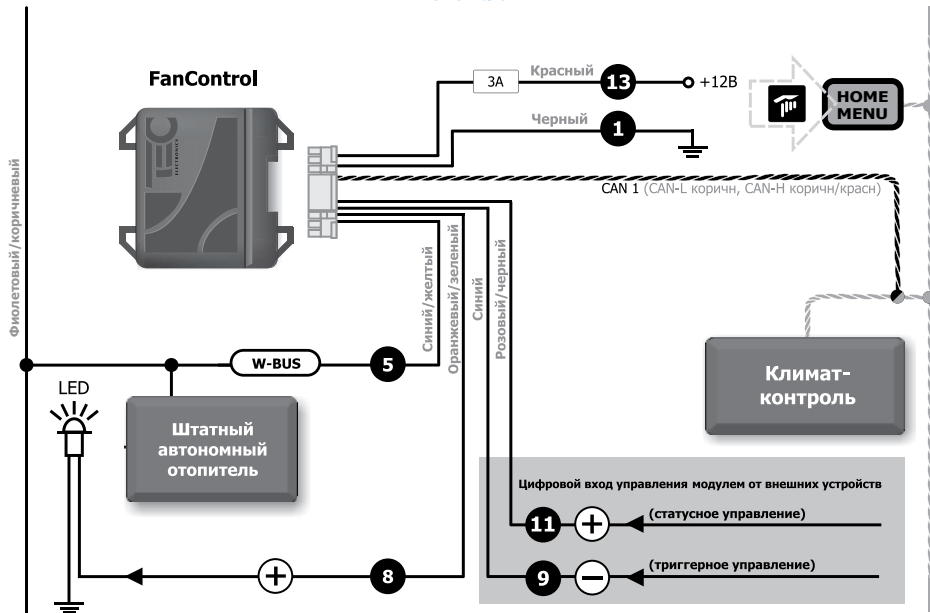 FanControl
TEC
ELECTRONICS
3А
Красный
13
+12В
Черный
1
HOME
MENU
CAN 1 (CAN-L коричн, CAN-H коричн/красн)
Фиолетовый/коричневый
Синий/желтый
Оранжевый/зеленый
Синий
Розовый/черный
W-BUS
5
LED
Штатный
автономный
отопитель
Климат-
контроль
Цифровой вход управления модулем от внешних устройств
11
+
(статусное управление)
+
8
9
−
(триггерное управление)